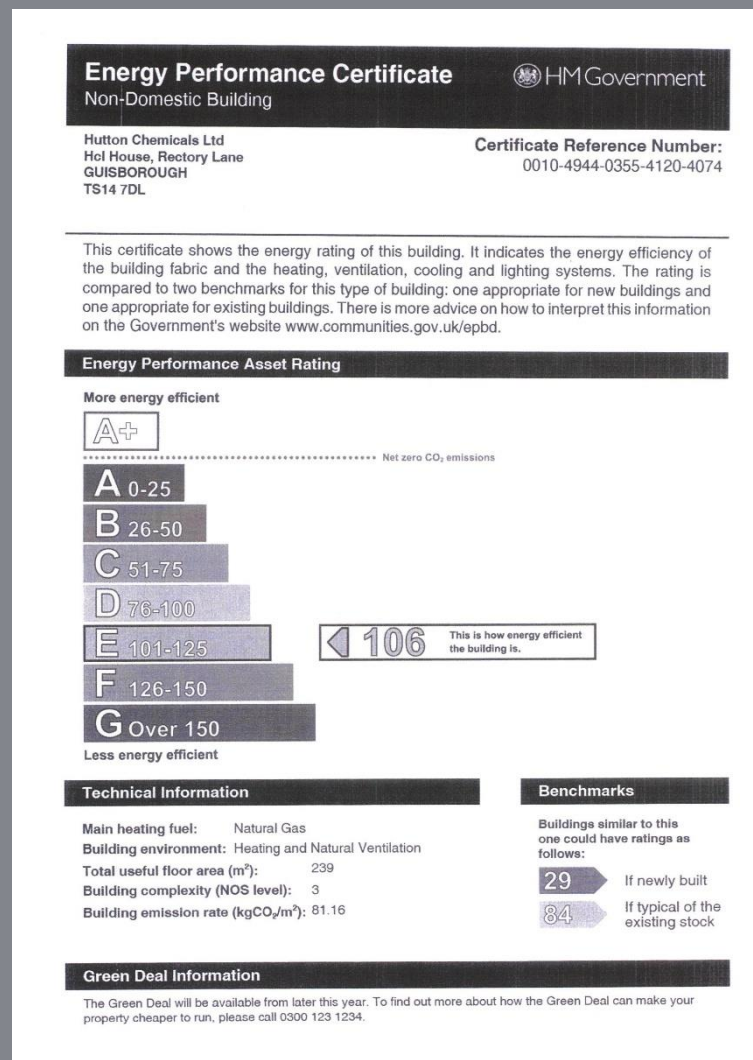 Energy Performance Certificate
HM Government
Non-Domestic Building
Hutton Chemicals Ltd
Hcl House, Rectory Lane
GUISBOROUGH
TS14 7DL
Certificate Reference Number:
0010-4944-0355-4120-4074
This certificate shows the energy rating of this building. It indicates the energy efficiency of
the building fabric and the heating, ventilation, cooling and lighting systems. The rating is
compared to two benchmarks for this type of building: one appropriate for new buildings and
one appropriate for existing buildings. There is more advice on how to interpret this information
on the Government's website www.communities.gov.uk/epbd.
Energy Performance Asset Rating
More energy efficient
A+
Net zero CO₂ emissions
A 0-25
B 26-50
C 51-75
D 76-100
E 101-125
106 This is how energy efficient
the building is.
F 126-150
G Over 150
Less energy efficient
Technical Information
Main heating fuel: Natural Gas
Building environment: Heating and Natural Ventilation
Total useful floor area (m²): 239
Building complexity (NOS level): 3
Building emission rate (kgCO₂/m²): 81.16
Benchmarks
Buildings similar to this
one could have ratings as
follows:
29 If newly built
84 If typical of the
existing stock
Green Deal Information
The Green Deal will be available from later this year. To find out more about how the Green Deal can make your
property cheaper to run, please call 0300 123 1234.